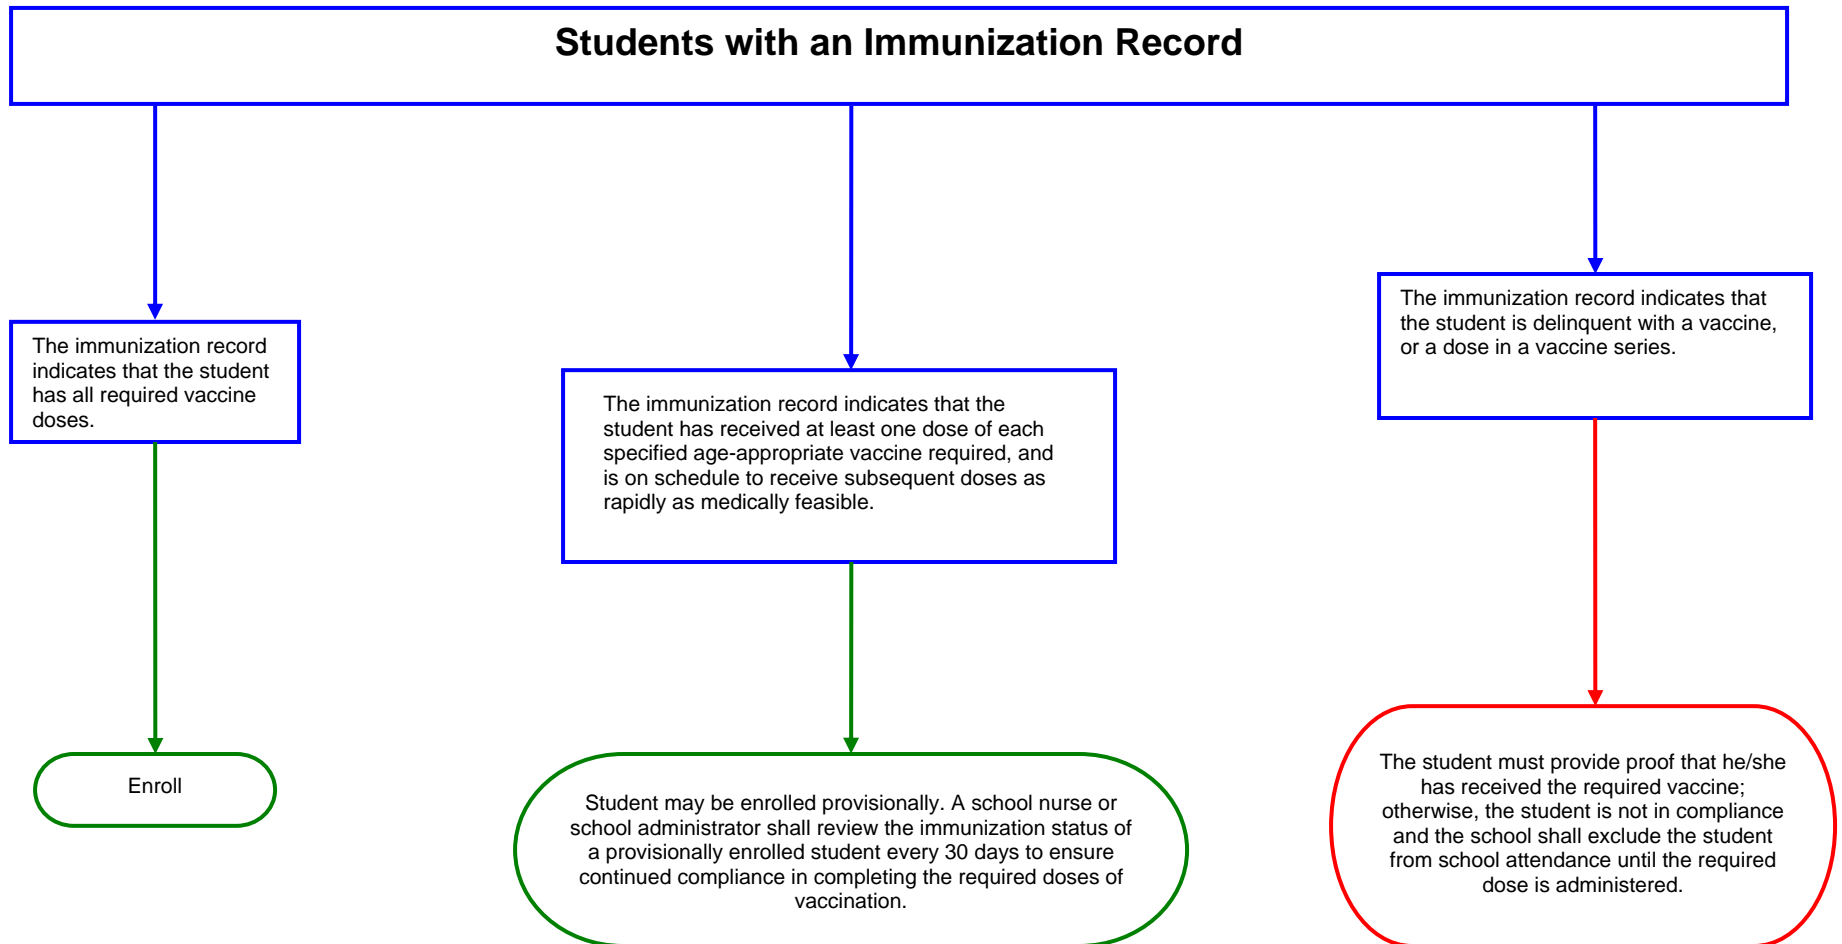 Students with an Immunization Record
The immunization record
indicates that the student
has all required vaccine
doses.
The immunization record indicates that the
student has received at least one dose of each
specified age-appropriate vaccine required, and
is on schedule to receive subsequent doses as
rapidly as medically feasible.
The immunization record indicates that
the student is delinquent with a vaccine,
or a dose in a vaccine series.
Enroll
Student may be enrolled provisionally. A school nurse or
school administrator shall review the immunization status of
a provisionally enrolled student every 30 days to ensure
continued compliance in completing the required doses of
vaccination.
The student must provide proof that he/she
has received the required vaccine;
otherwise, the student is not in compliance
and the school shall exclude the student
from school attendance until the required
dose is administered.